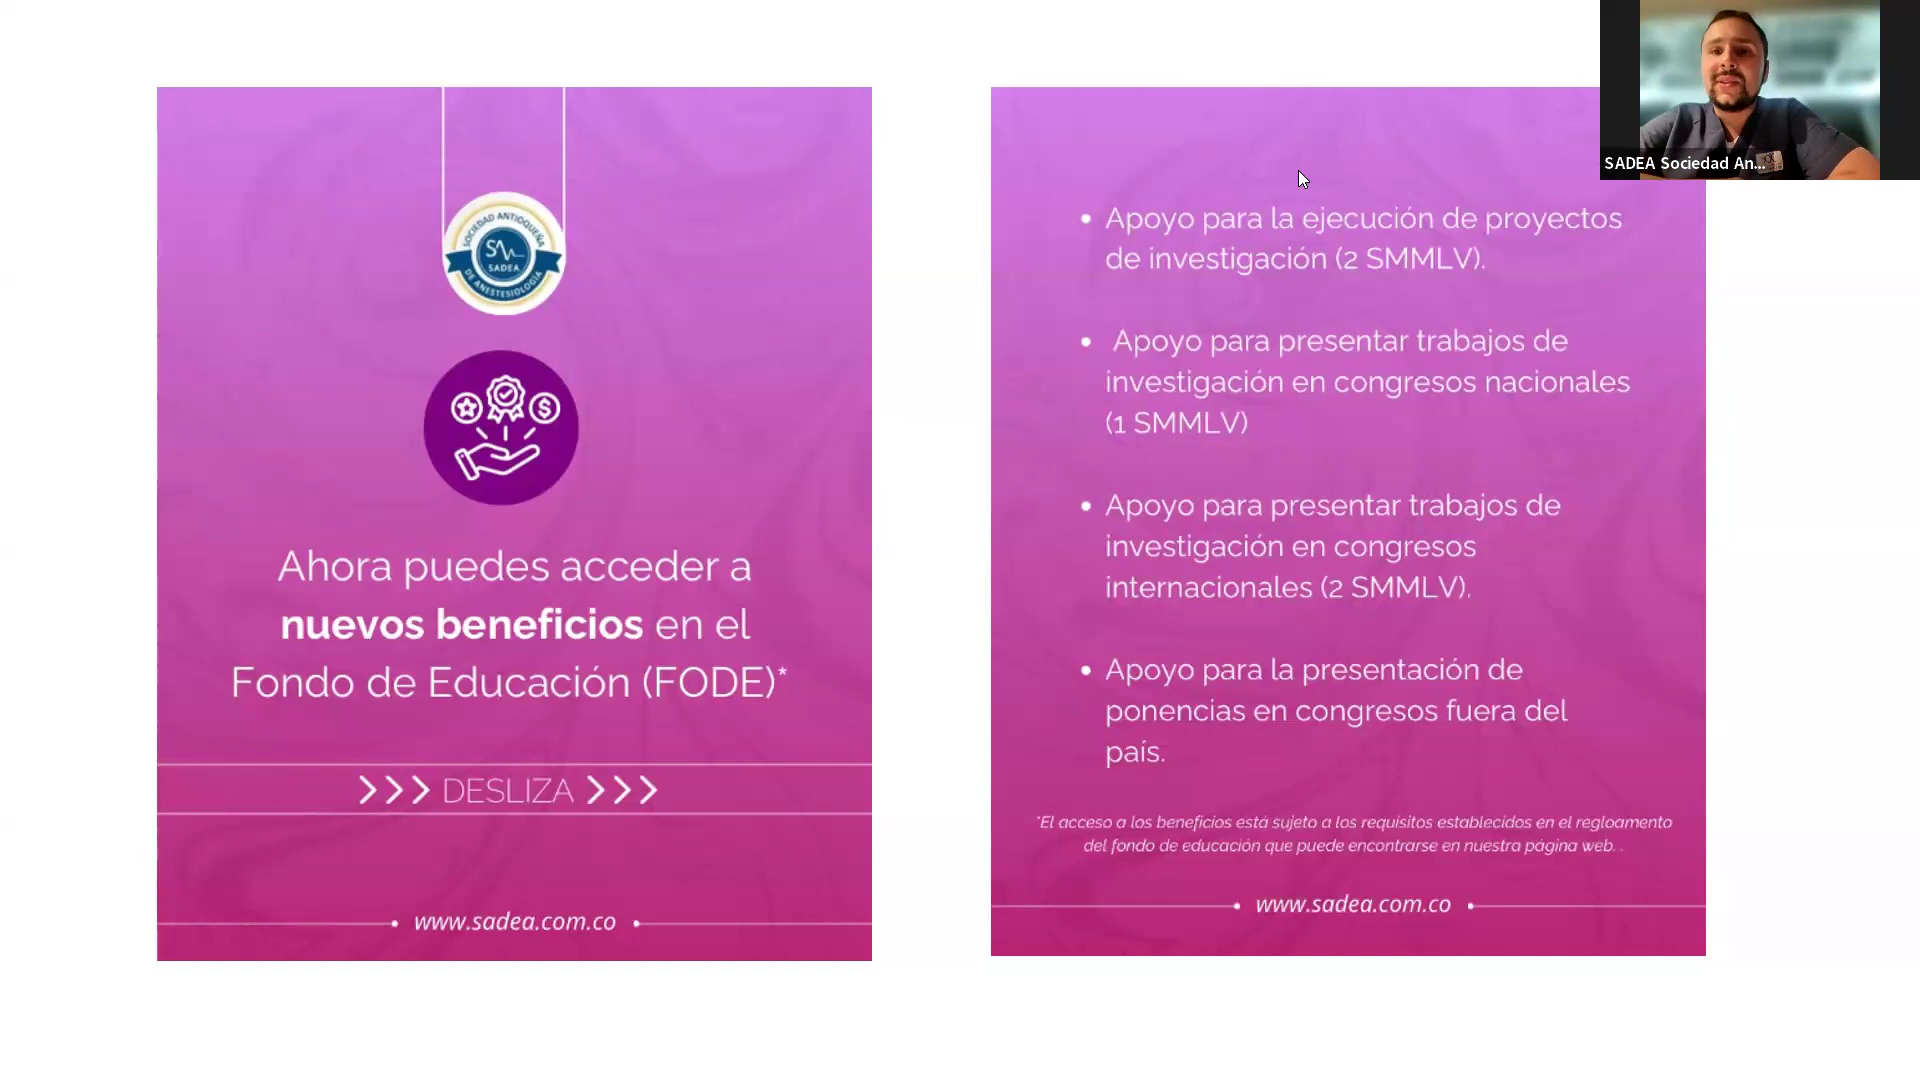 SOCIEDAD ANTIOQUEÑA
SADEA
DE ANESTESIOLOGÍA
Ahora puedes acceder a
nuevos beneficios en el
Fondo de Educación (FODE)*
DESLIZA
www.sadea.com.co
SADEA Sociedad An...
• Apoyo para la ejecución de proyectos
de investigación (2 SMMLV).
• Apoyo para presentar trabajos de
investigación en congresos nacionales
(1 SMMLV)
• Apoyo para presentar trabajos de
investigación en congresos
internacionales (2 SMMLV).
• Apoyo para la presentación de
ponencias en congresos fuera del
país.
*El acceso a los beneficios está sujeto a los requisitos establecidos en el regloamento
del fondo de educación que puede encontrarse en nuestra página web. .
www.sadea.com.co